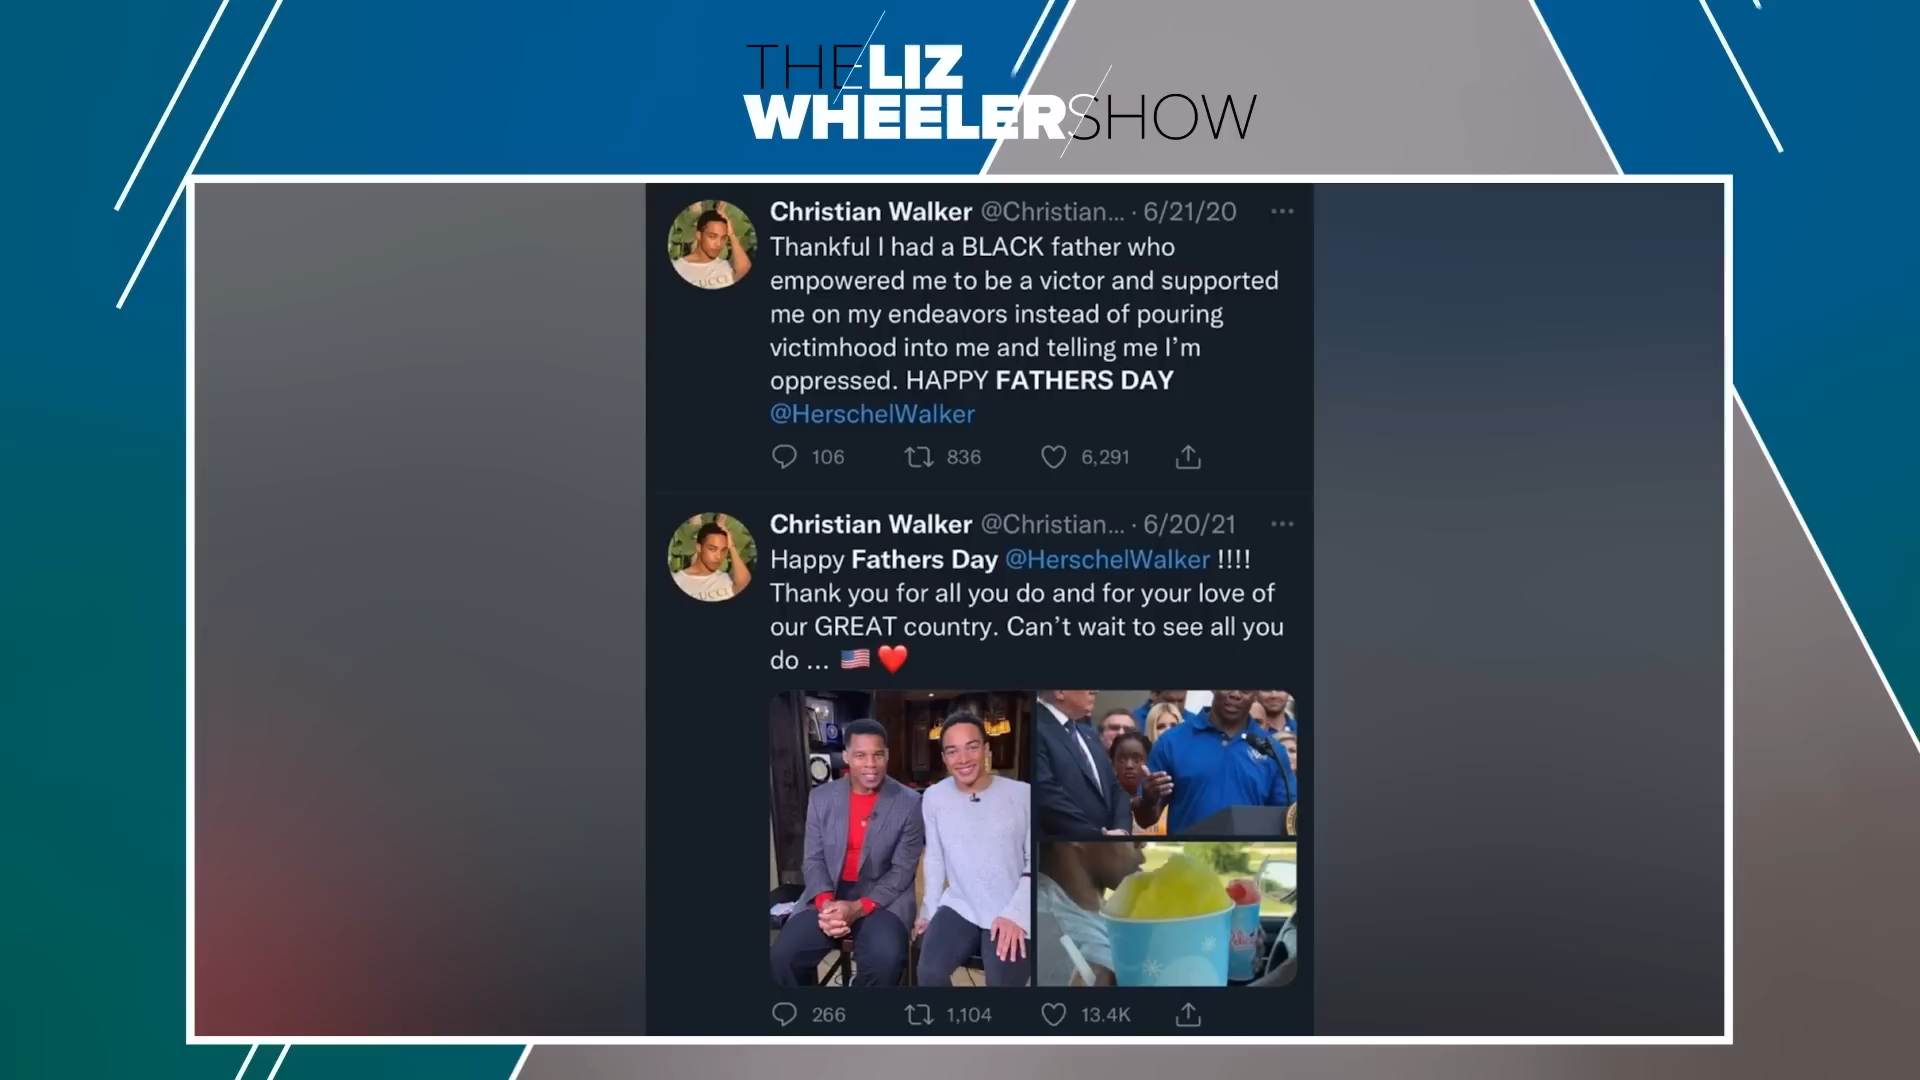 THE LIZ
WHEELER SHOW
Christian Walker @Christian... · 6/21/20
Thankful I had a BLACK father who
empowered me to be a victor and supported
me on my endeavors instead of pouring
victimhood into me and telling me I’m
oppressed. HAPPY FATHERS DAY
@HerschelWalker
106 836 6,291
Christian Walker @Christian... · 6/20/21
Happy Fathers Day @HerschelWalker !!!!
Thank you for all you do and for your love of
our GREAT country. Can’t wait to see all you
do ... 🇺🇸 ❤️
266 1,104 13.4K